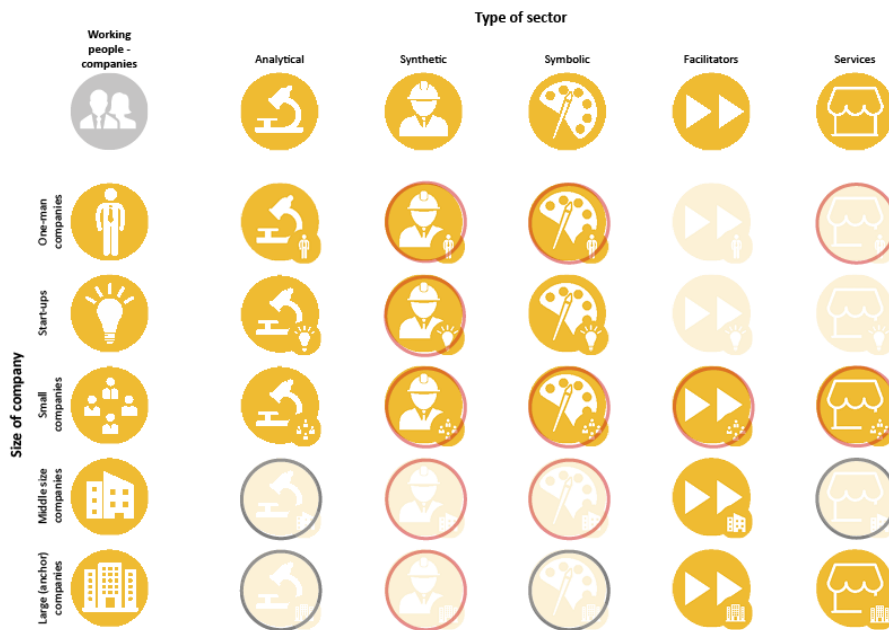 Type of sector
Working
people -
companies
Analytical
Synthetic
Symbolic
Facilitators
Services
Size of company
One-man
companies
Start-ups
Small
companies
Middle size
companies
Large (anchor)
companies